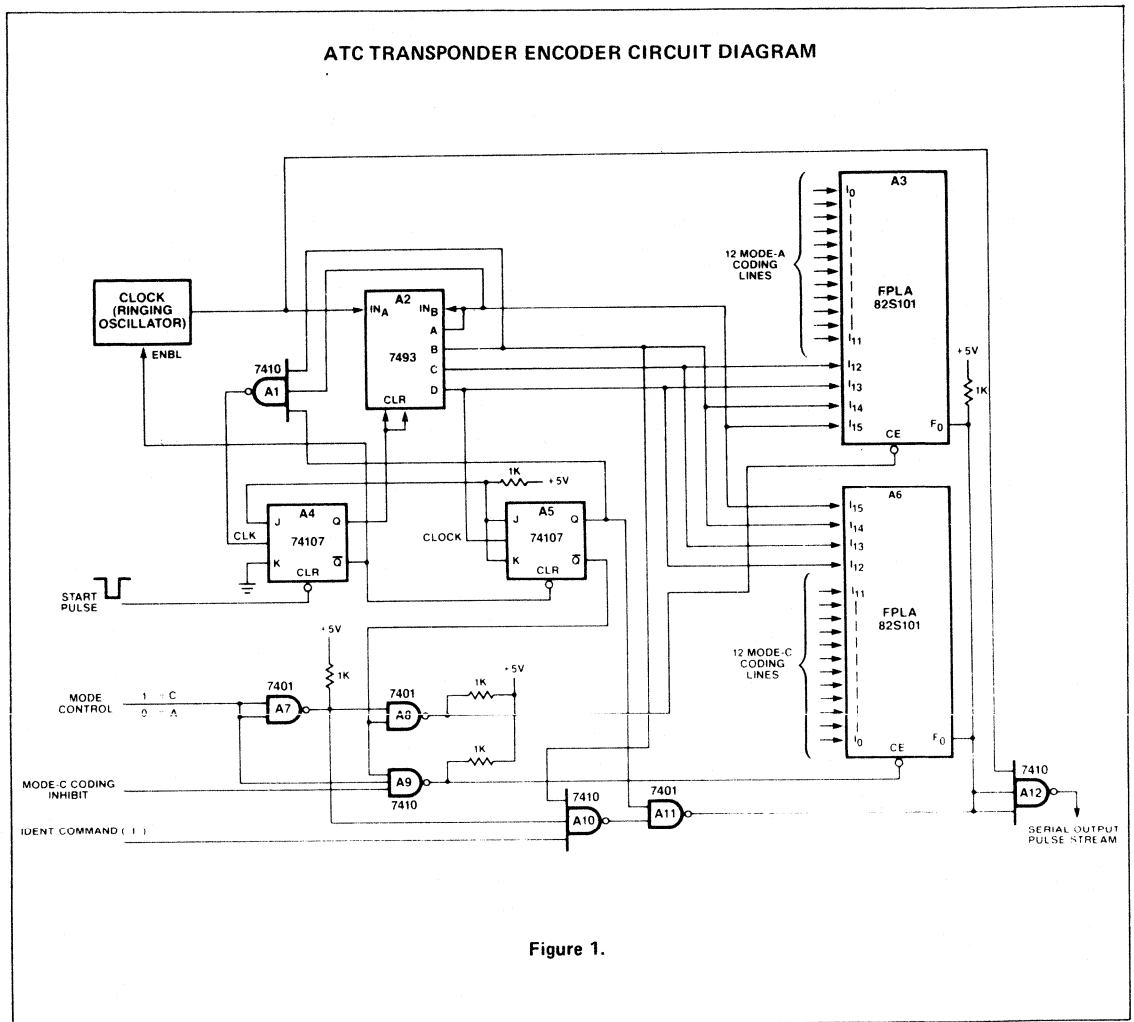 ATC TRANSPONDER ENCODER CIRCUIT DIAGRAM
CLOCK
(RINGING
OSCILLATOR)
ENBL
7410
A1
A2
INA
INB
A
B
C
D
7493
CLR
12 MODE-A
CODING
LINES
A3
I0
FPLA
82S101
I11
I12
I13
I14
I15
CE
F0
+5V
1K
A4
J
Q
CLK
74107
K
Q
CLR
1K
+5V
A5
J
Q
CLOCK
74107
K
Q
CLR
START
PULSE
A6
I15
I14
I13
I12
I11
FPLA
82S101
12 MODE-C
CODING
LINES
I0
F0
CE
+5V
1K
MODE
CONTROL
1 = C
0 = A
7401
A7
7401
A8
+5V
1K
1K
A9
7410
MODE-C CODING
INHIBIT
IDENT COMMAND (1)
7410
A10
7401
A11
7410
A12
SERIAL OUTPUT
PULSE STREAM
Figure 1.